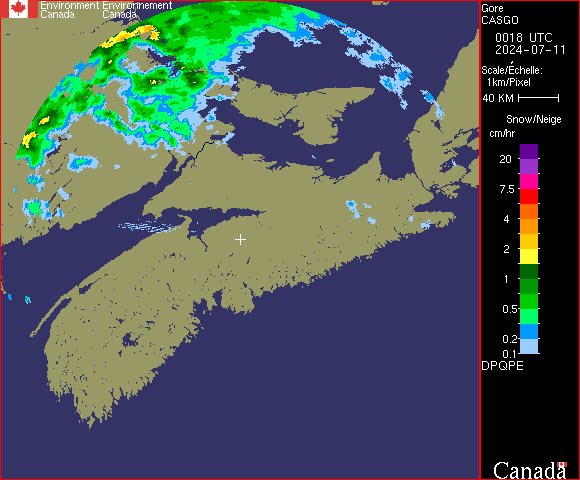 Environment Environnement
Canada Canada
Gore
CASGO
0018 UTC
2024-07-11
Scale/Échelle:
1km/Pixel
40 KM
Snow/Neige
cm/hr
20
7.5
4
2
1
0.5
0.2
0.1
DPQPE
Canada